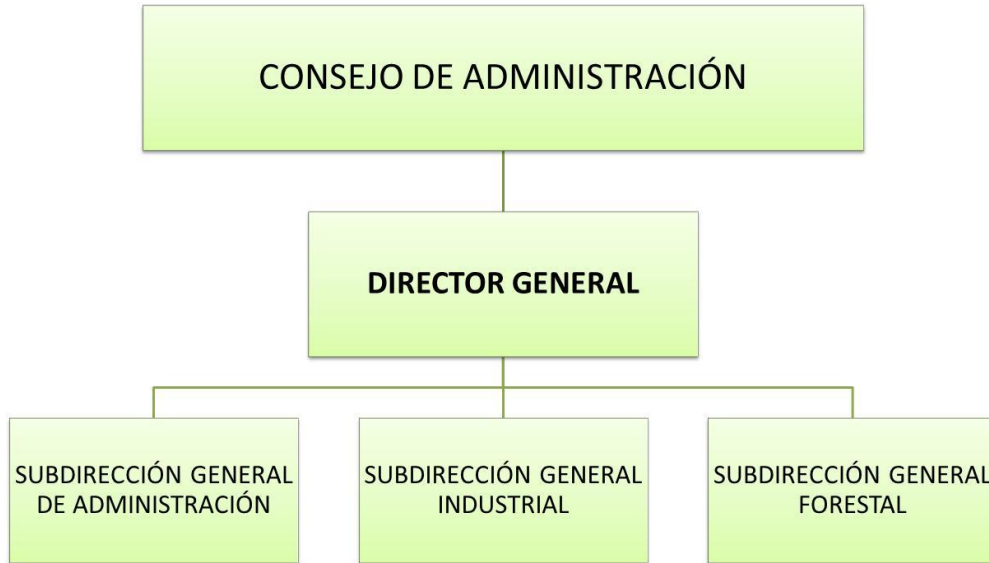 CONSEJO DE ADMINISTRACIÓN
DIRECTOR GENERAL
SUBDIRECCIÓN GENERAL
DE ADMINISTRACIÓN
SUBDIRECCIÓN GENERAL
INDUSTRIAL
SUBDIRECCIÓN GENERAL
FORESTAL